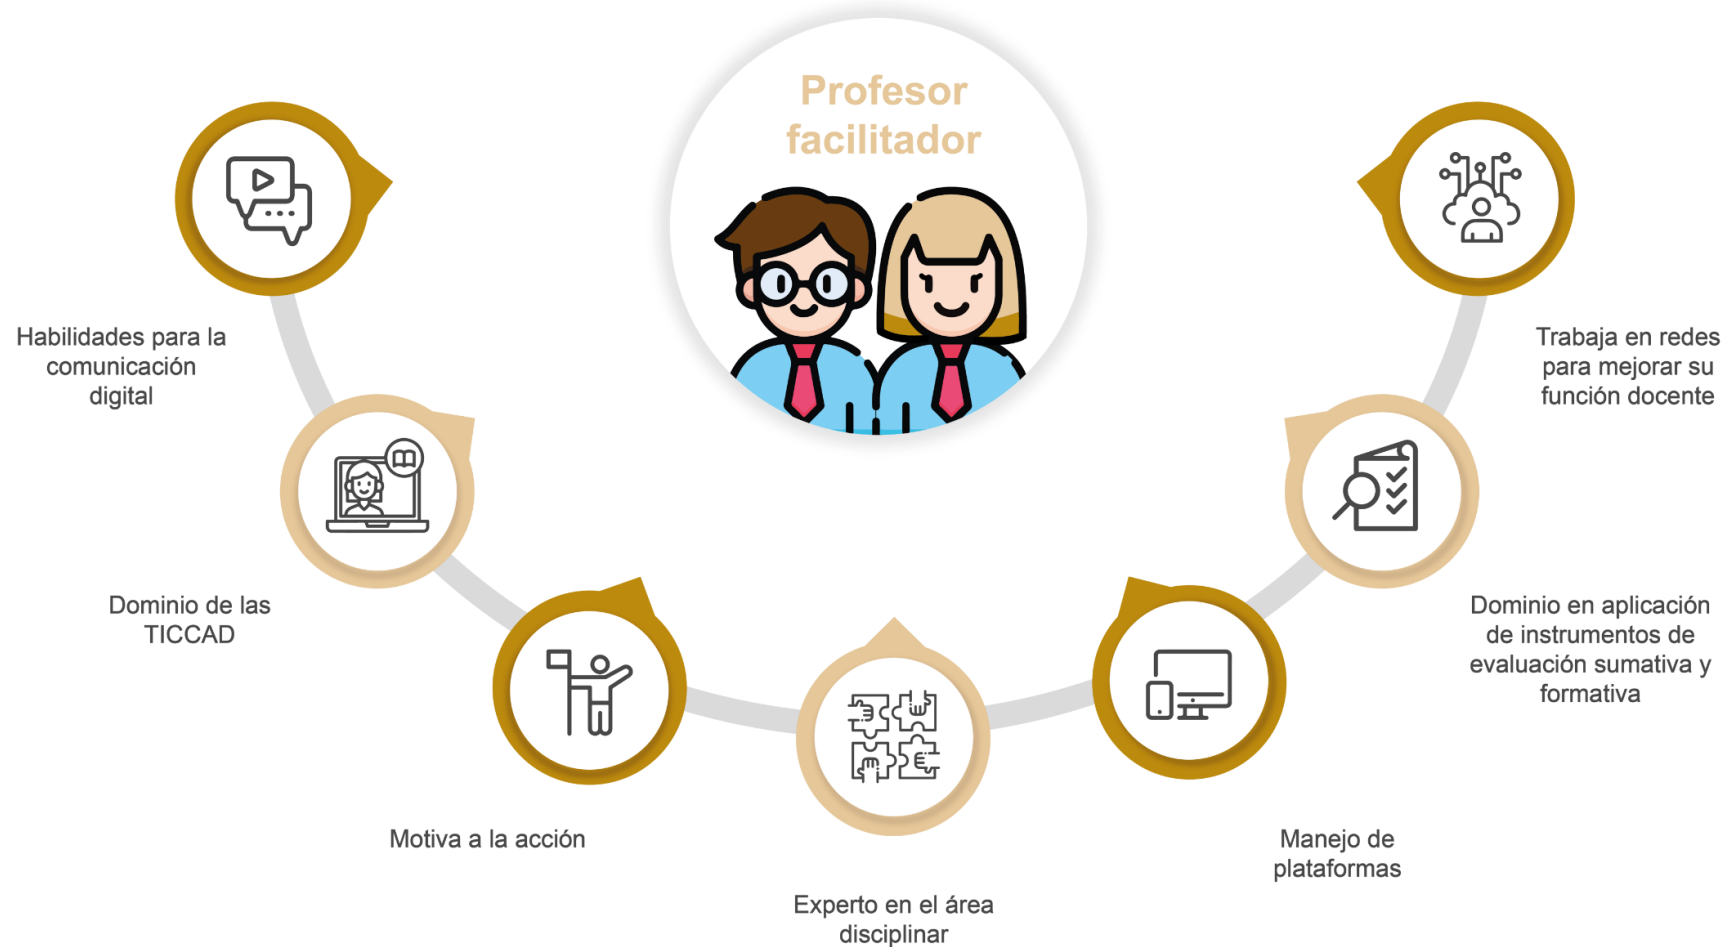 Profesor
facilitador
Habilidades para la
comunicación
digital
Dominio de las
TICCAD
Motiva a la acción
Experto en el área
disciplinar
Manejo de
plataformas
Dominio en aplicación
de instrumentos de
evaluación sumativa y
formativa
Trabaja en redes
para mejorar su
función docente